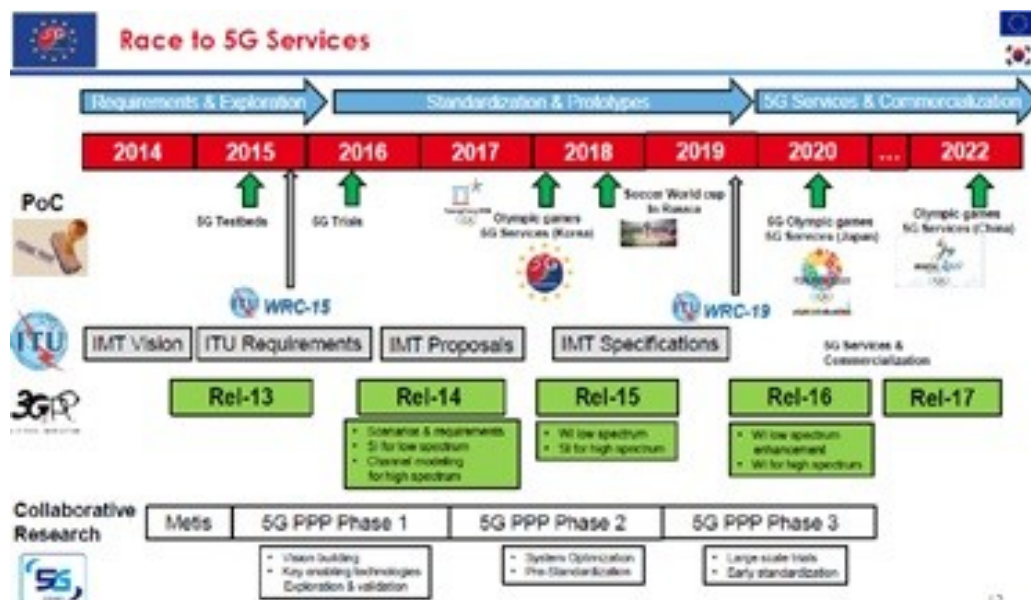 Race to 5G Services
Requirements & Exploration
Standardization & Prototypes
5G Services & Commercialization
2014
2015
2016
2017
2018
2019
2020
...
2022
PoC
5G Testbeds
5G Trials
Olympic games
5G Services (Korea)
Soccer World cup
In Russia
5G Olympic games
5G Services (Japan)
Olympic games
5G Services (China)
ITU WRC-15
ITU WRC-19
ITU
IMT Vision
ITU Requirements
IMT Proposals
IMT Specifications
5G Services &
Commercialization
3GPP
Rel-13
Rel-14
Rel-15
Rel-16
Rel-17
• Scenarios & requirements
• SI for low spectrum
• Channel modelling
for high spectrum
• WI low spectrum
• SI for high spectrum
• WI low spectrum
enhancement
• WI for high spectrum
Collaborative
Research
Metis
5G PPP Phase 1
5G PPP Phase 2
5G PPP Phase 3
5G
• Vision building
• Key enabling technologies
Exploration & validation
• System Optimization
• Pre-Standardization
• Large scale trials
• Early standardization